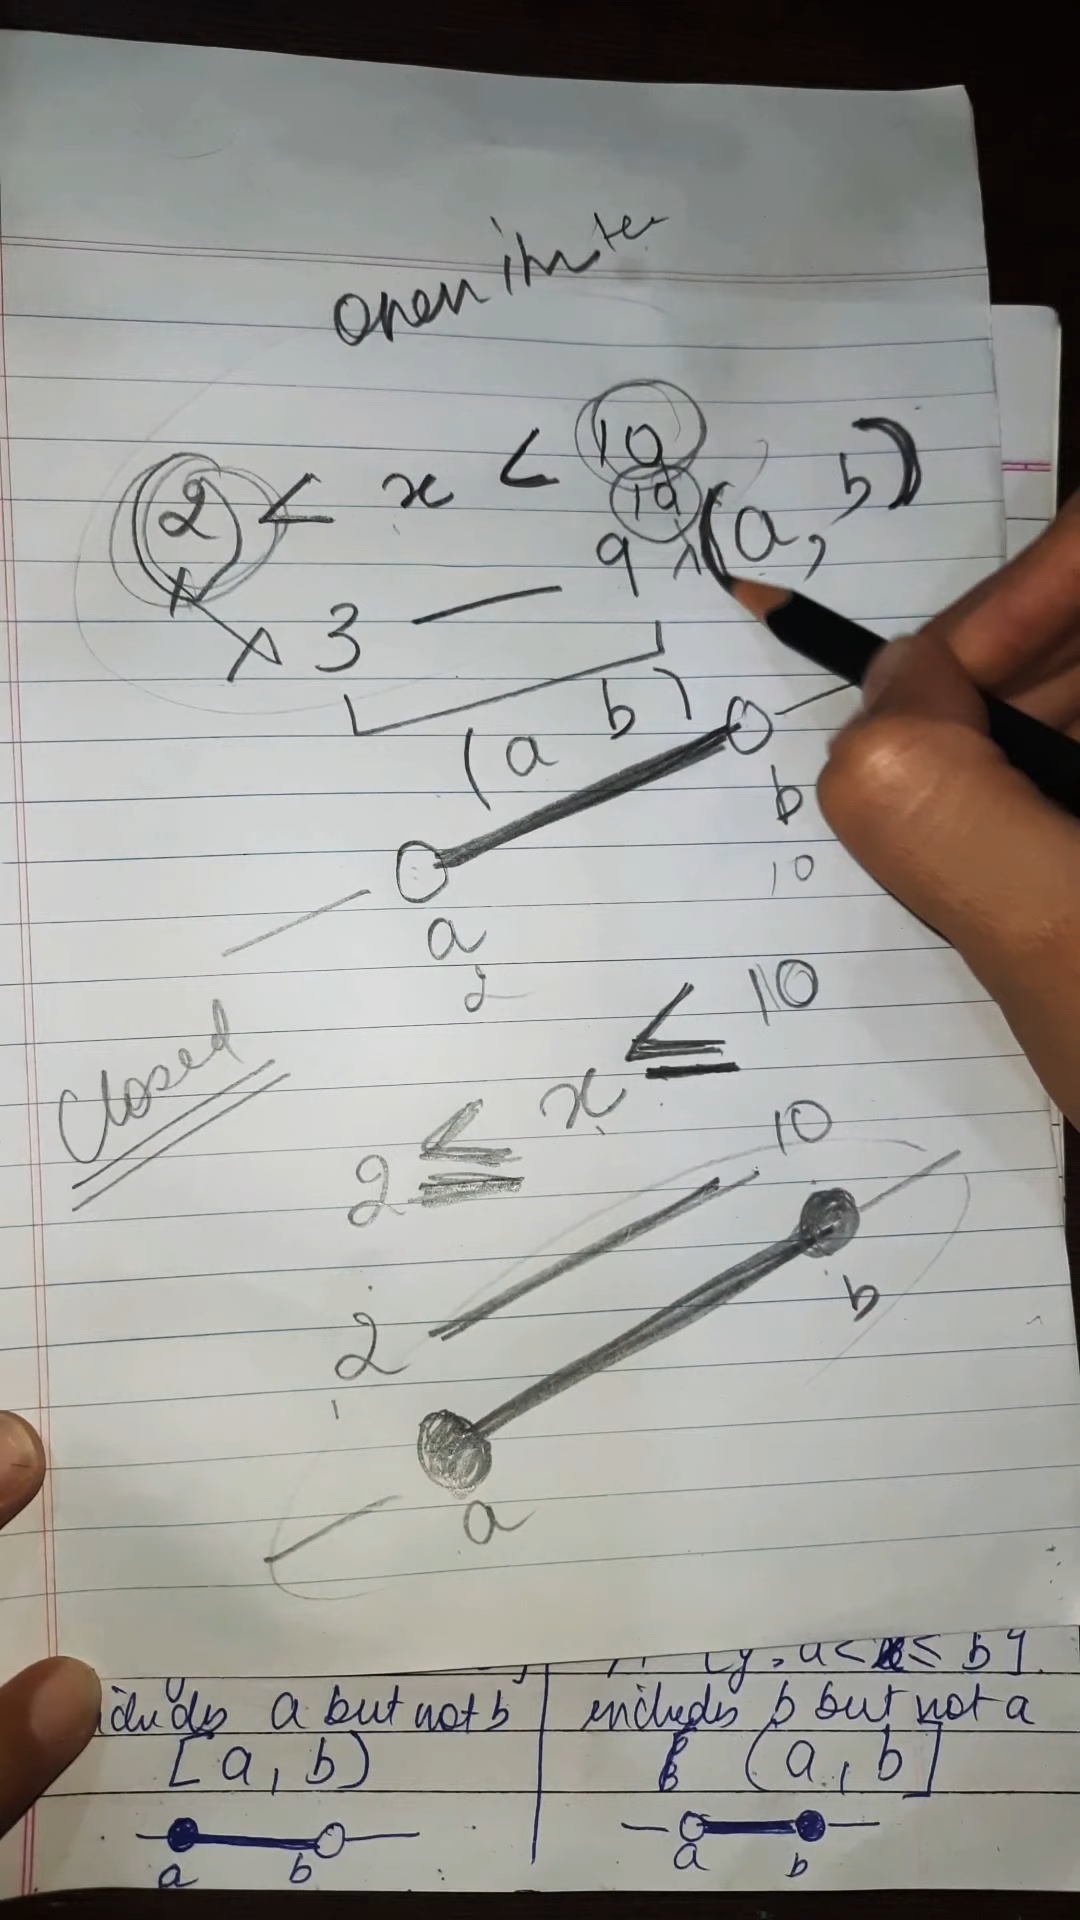 open inter
2 < x < 10
10
(a, b)
3 — 9
(a b)
b
10
a
2
Closed
2 ≤ x ≤ 10
10
2
b
a
a < x ≤ b}
includes a but not b
includes b but not a
[a, b)
(a, b]
a b
a b